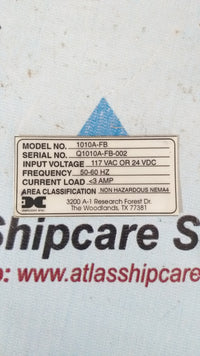 MODEL NO. 1010A-FB
SERIAL NO. Q1010A-FB-002
INPUT VOLTAGE 117 VAC OR 24 VDC
FREQUENCY 50-60 HZ
CURRENT LOAD <3 AMP
AREA CLASSIFICATION NON HAZARDOUS NEMA4
3200 A-1 Research Forest Dr.
The Woodlands, TX 77381
Shipcare S
p: www.atlasshipcare